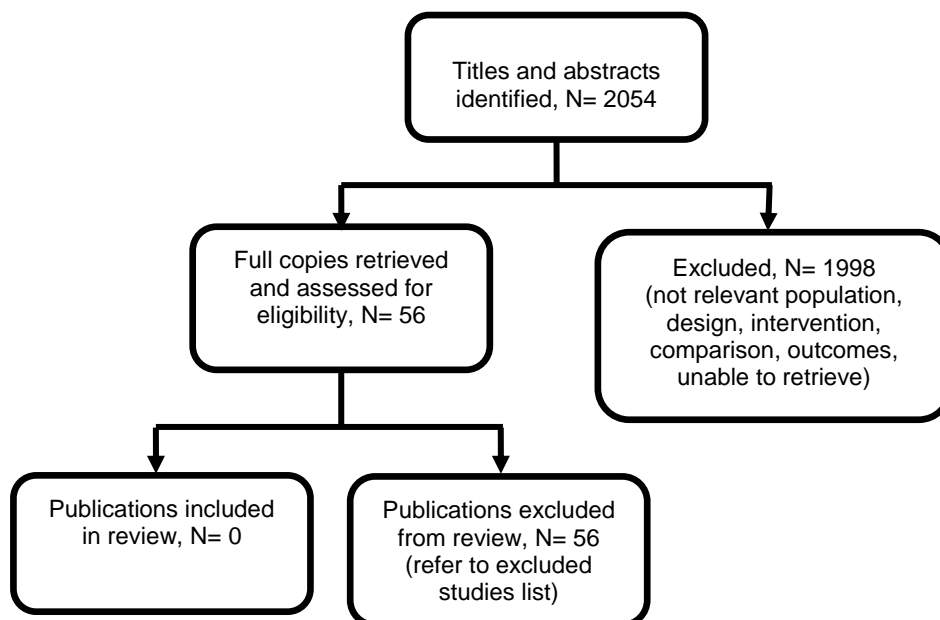 Titles and abstracts
identified, N= 2054
Full copies retrieved
and assessed for
eligibility, N= 56
Excluded, N= 1998
(not relevant population,
design, intervention,
comparison, outcomes,
unable to retrieve)
Publications included
in review, N= 0
Publications excluded
from review, N= 56
(refer to excluded
studies list)